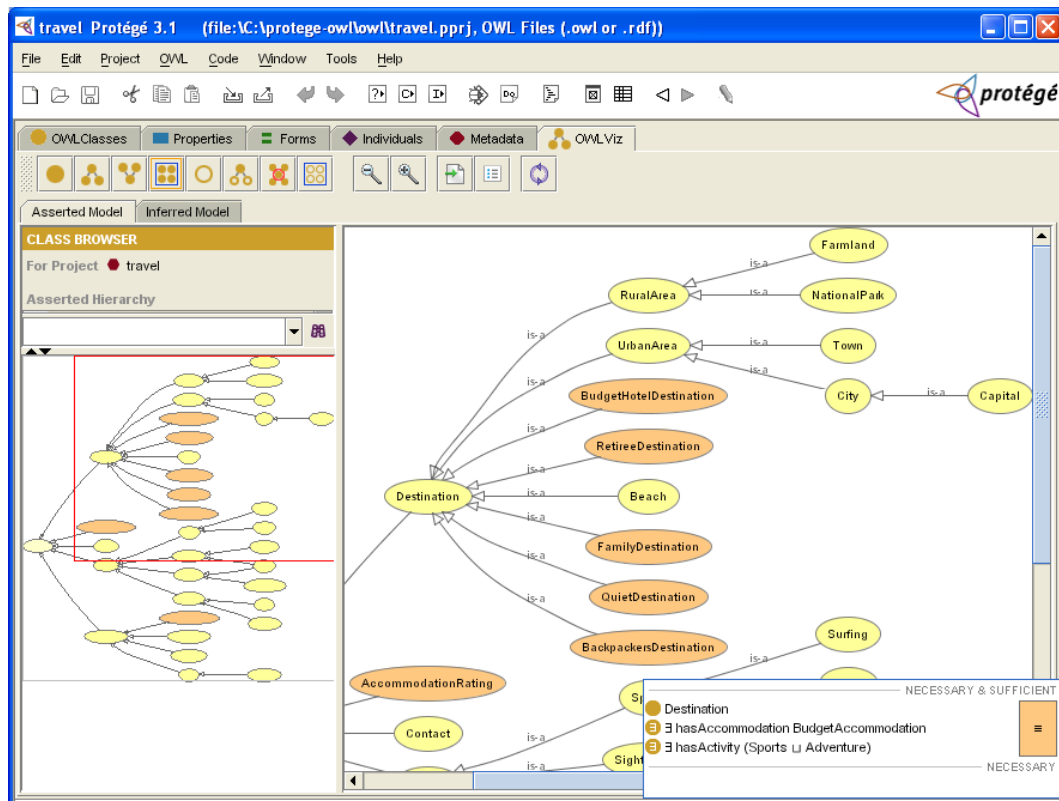 travel Protégé 3.1 (file:\C:\protege-owl\owl\travel.pprj, OWL Files (.owl or .rdf))
File Edit Project OWL Code Window Tools Help
protégé
OWLClasses Properties Forms Individuals Metadata OWLViz
Asserted Model Inferred Model
CLASS BROWSER
For Project travel
Asserted Hierarchy
Farmland
is-a
RuralArea
is-a
NationalPark
is-a
UrbanArea
is-a
Town
is-a
is-a
BudgetHotelDestination
City
is-a
Capital
is-a
RetireeDestination
is-a
Destination
is-a
Beach
is-a
FamilyDestination
is-a
QuietDestination
is-a
BackpackersDestination
Surfing
is-a
AccommodationRating
Contact
is-a
is-a
Sight
NECESSARY & SUFFICIENT
Destination
∃ hasAccommodation BudgetAccommodation
≡
∃ hasActivity (Sports ⊔ Adventure)
NECESSARY